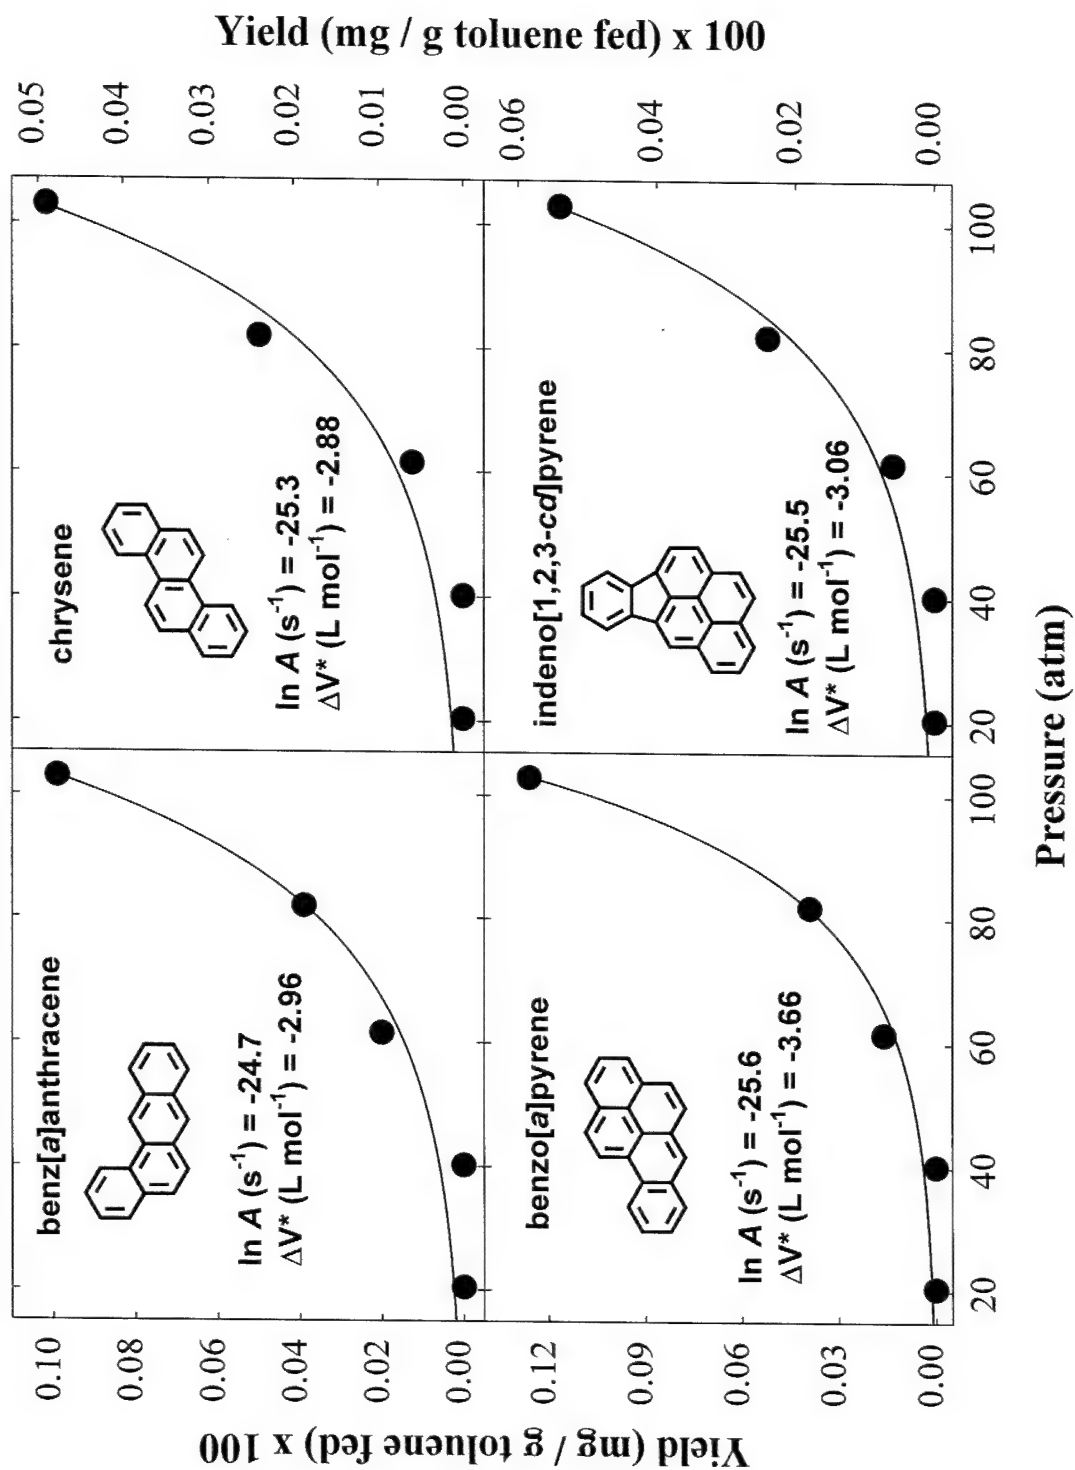 Yield (mg / g toluene fed) x 100
0.10
0.08
0.06
0.04
0.02
0.00
benz[a]anthracene
ln A (s⁻¹) = -24.7
ΔV* (L mol⁻¹) = -2.96
chrysene
ln A (s⁻¹) = -25.3
ΔV* (L mol⁻¹) = -2.88
0.05
0.04
0.03
0.02
0.01
0.00
0.12
0.09
0.06
0.03
0.00
benzo[a]pyrene
ln A (s⁻¹) = -25.6
ΔV* (L mol⁻¹) = -3.66
indeno[1,2,3-cd]pyrene
ln A (s⁻¹) = -25.5
ΔV* (L mol⁻¹) = -3.06
0.06
0.04
0.02
0.00
Yield (mg / g toluene fed) x 100
20 40 60 80 100 20 40 60 80 100
Pressure (atm)